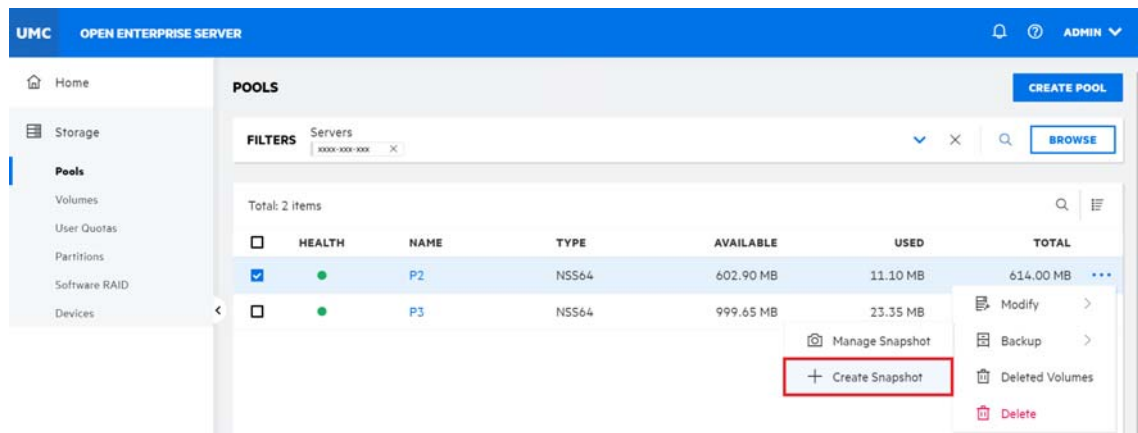 UMC OPEN ENTERPRISE SERVER ADMIN
Home
Storage
Pools
Volumes
User Quotas
Partitions
Software RAID
Devices
POOLS CREATE POOL
FILTERS Servers BROWSE
xxxx-xxx-xxx
Total: 2 items
HEALTH NAME TYPE AVAILABLE USED TOTAL
P2 NSS64 602.90 MB 11.10 MB 614.00 MB
P3 NSS64 999.65 MB 23.35 MB
Manage Snapshot
Create Snapshot
Modify
Backup
Deleted Volumes
Delete